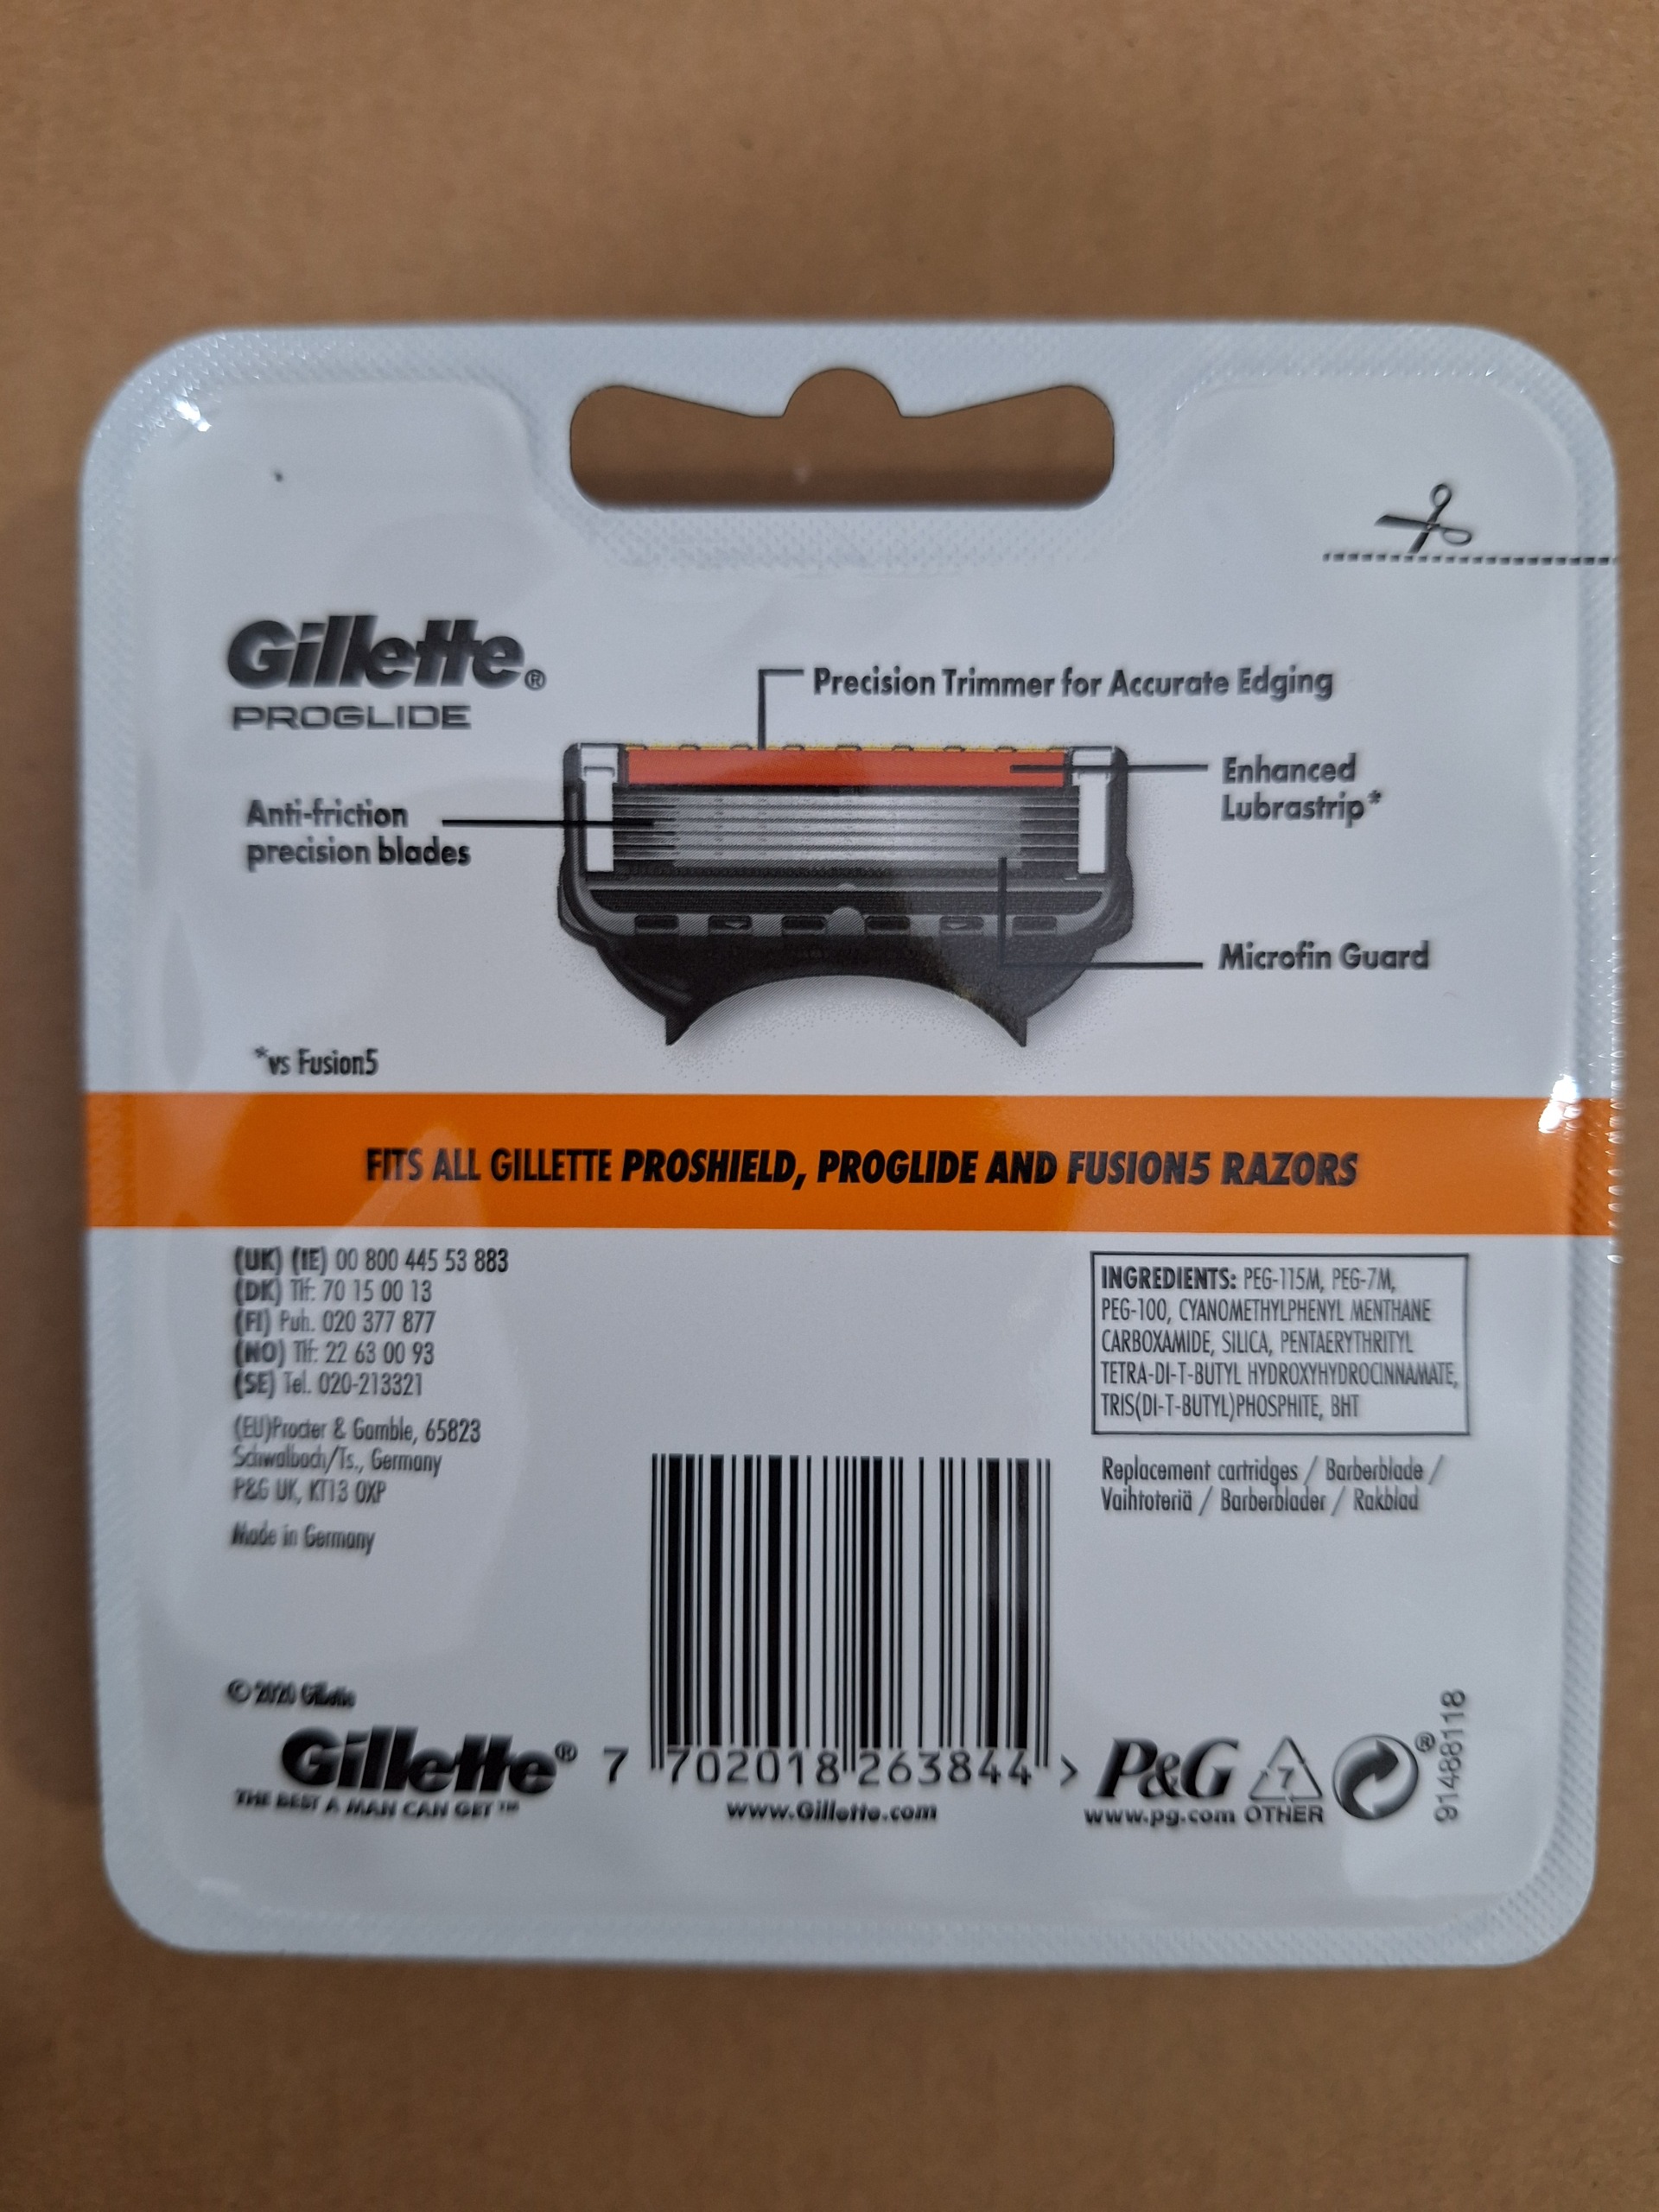 Gillette®
PROGLIDE
Precision Trimmer for Accurate Edging
Enhanced
Lubrastrip*
Anti-friction
precision blades
Microfin Guard
*vs Fusion5
FITS ALL GILLETTE PROSHIELD, PROGLIDE AND FUSION5 RAZORS
(UK) (IE) 00 800 445 53 883
(DK) Tlf: 70 15 00 13
(FI) Puh. 020 377 877
(NO) Tlf: 22 63 00 93
(SE) Tel. 020-213321
(EU)Procter & Gamble, 65823
Schwalbach/Ts., Germany
P&G UK, KT13 0XP
Made in Germany
INGREDIENTS: PEG-115M, PEG-7M,
PEG-100, CYANOMETHYLPHENYL MENTHANE
CARBOXAMIDE, SILICA, PENTAERYTHRITYL
TETRA-DI-T-BUTYL HYDROXYHYDROCINNAMATE,
TRIS(DI-T-BUTYL)PHOSPHITE, BHT
Replacement cartridges / Barberblade /
Vaihtoteriä / Barberblader / Rakblad
© 2020 Gillette
Gillette®
THE BEST A MAN CAN GET™
7 702018 263844 >
www.Gillette.com
P&G
www.pg.com
7
OTHER
®
91488118